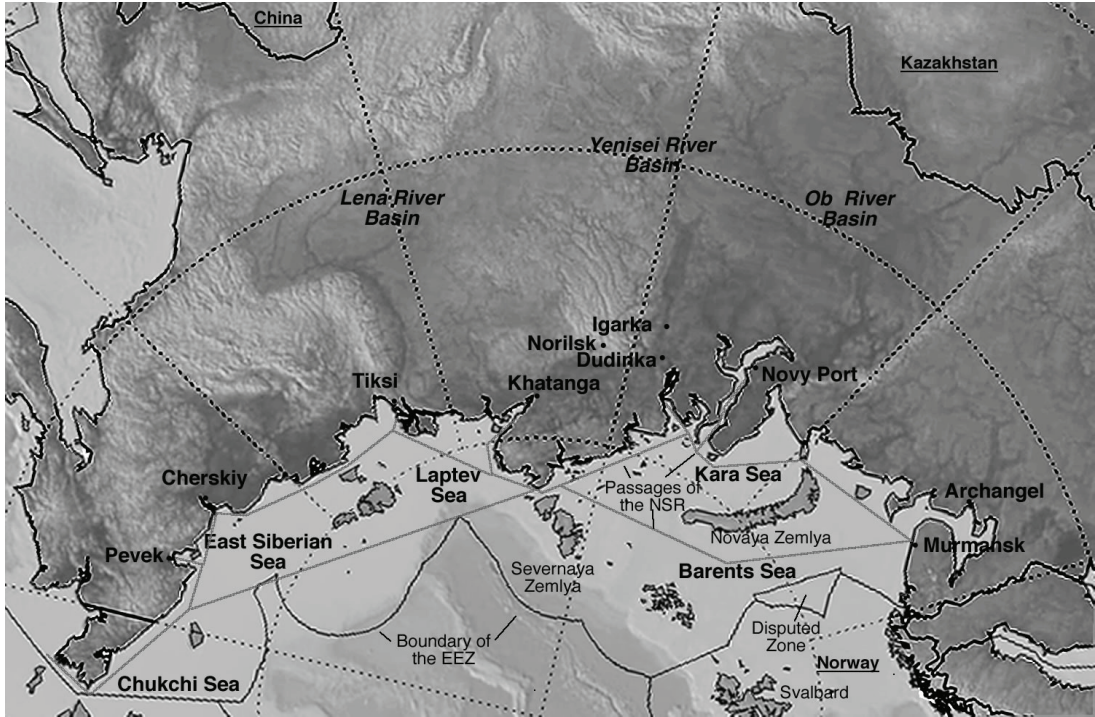 China
Kazakhstan
Yenisei River
Basin
Lena River
Basin
Ob River
Basin
Igarka
Norilsk
Dudinka
Novy Port
Tiksi
Khatanga
Cherskiy
Laptev
Sea
Kara Sea
Passages of
the NSR
Archangel
Pevek
East Siberian
Sea
Novaya Zemlya
Murmansk
Severnaya
Zemlya
Barents Sea
Boundary of
the EEZ
Disputed
Zone
Norway
Chukchi Sea
Svalbard